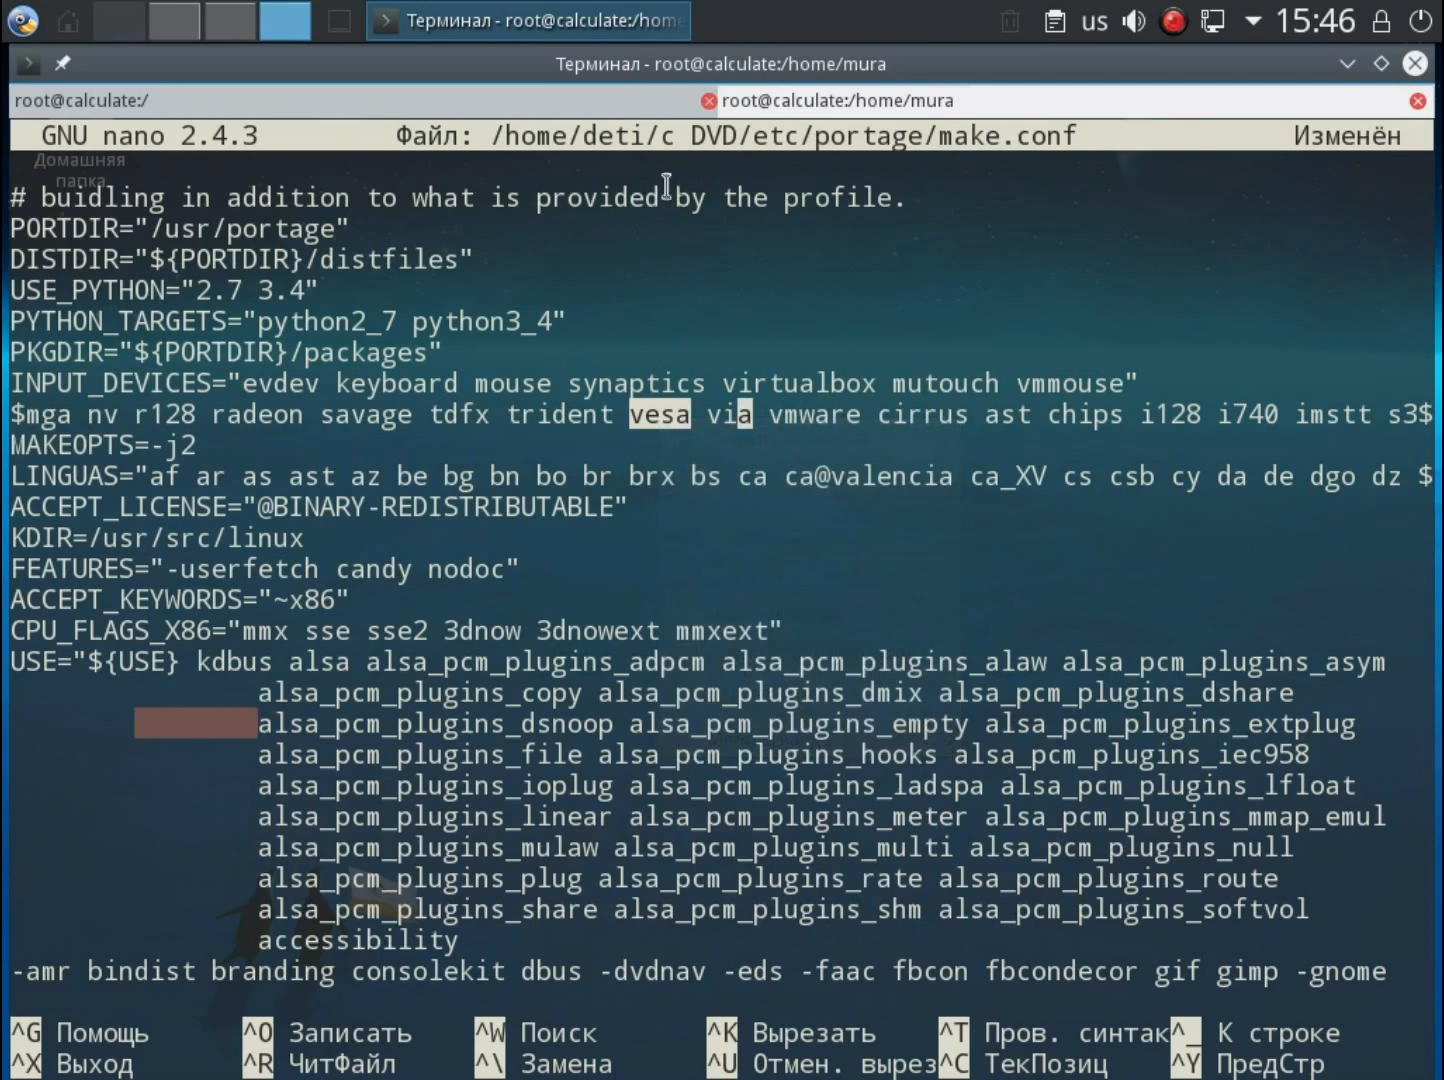 Терминал - root@calculate:/home
us
15:46
Терминал - root@calculate:/home/mura
root@calculate:/
root@calculate:/home/mura
GNU nano 2.4.3 Файл: /home/deti/c DVD/etc/portage/make.conf Изменён
Домашняя
папка
# buidling in addition to what is provided by the profile.
PORTDIR="/usr/portage"
DISTDIR="${PORTDIR}/distfiles"
USE_PYTHON="2.7 3.4"
PYTHON_TARGETS="python2_7 python3_4"
PKGDIR="${PORTDIR}/packages"
INPUT_DEVICES="evdev keyboard mouse synaptics virtualbox mutouch vmmouse"
$mga nv r128 radeon savage tdfx trident vesa via vmware cirrus ast chips i128 i740 imstt s3$
MAKEOPTS=-j2
LINGUAS="af ar as ast az be bg bn bo br brx bs ca ca@valencia ca_XV cs csb cy da de dgo dz $
ACCEPT_LICENSE="@BINARY-REDISTRIBUTABLE"
KDIR=/usr/src/linux
FEATURES="-userfetch candy nodoc"
ACCEPT_KEYWORDS="~x86"
CPU_FLAGS_X86="mmx sse sse2 3dnow 3dnowext mmxext"
USE="${USE} kdbus alsa alsa_pcm_plugins_adpcm alsa_pcm_plugins_alaw alsa_pcm_plugins_asym
alsa_pcm_plugins_copy alsa_pcm_plugins_dmix alsa_pcm_plugins_dshare
alsa_pcm_plugins_dsnoop alsa_pcm_plugins_empty alsa_pcm_plugins_extplug
alsa_pcm_plugins_file alsa_pcm_plugins_hooks alsa_pcm_plugins_iec958
alsa_pcm_plugins_ioplug alsa_pcm_plugins_ladspa alsa_pcm_plugins_lfloat
alsa_pcm_plugins_linear alsa_pcm_plugins_meter alsa_pcm_plugins_mmap_emul
alsa_pcm_plugins_mulaw alsa_pcm_plugins_multi alsa_pcm_plugins_null
alsa_pcm_plugins_plug alsa_pcm_plugins_rate alsa_pcm_plugins_route
alsa_pcm_plugins_share alsa_pcm_plugins_shm alsa_pcm_plugins_softvol
accessibility
-amr bindist branding consolekit dbus -dvdnav -eds -faac fbcon fbcondecor gif gimp -gnome
^G Помощь ^O Записать ^W Поиск ^K Вырезать ^T Пров. синтак^_ К строке
^X Выход ^R ЧитФайл ^\ Замена ^U Отмен. вырез^C ТекПозиц ^Y ПредСтр